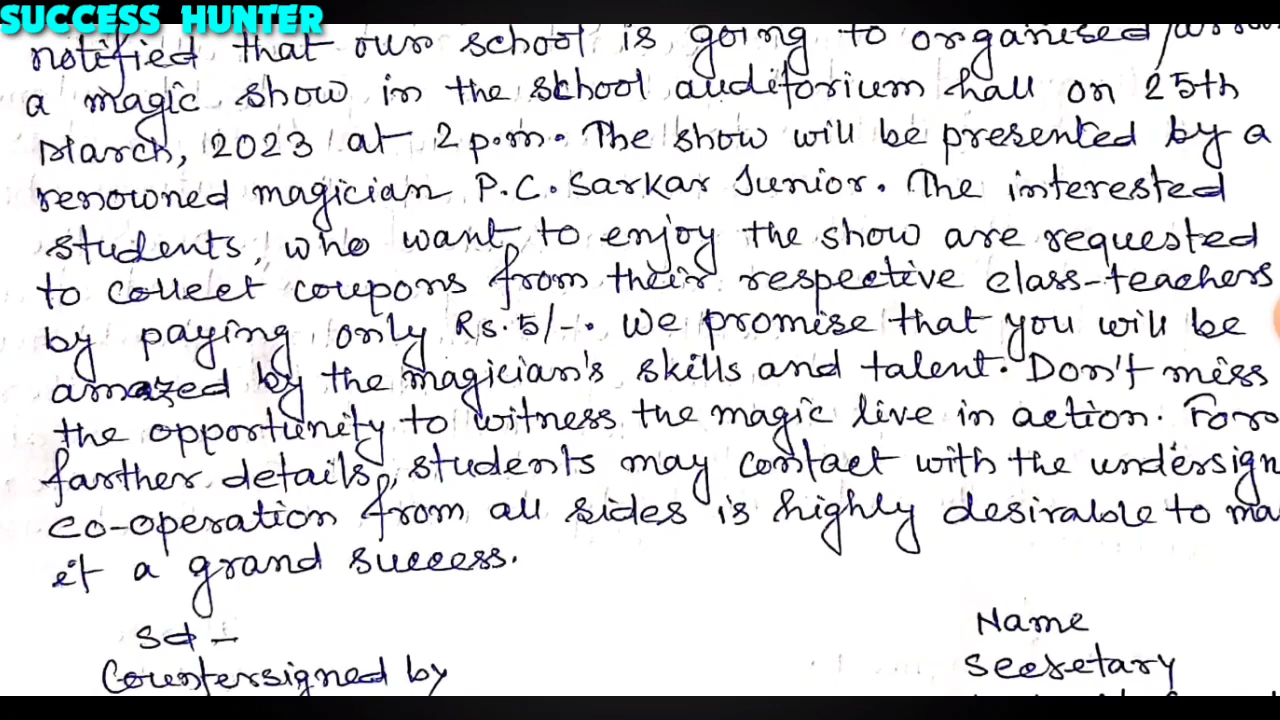 SUCCESS HUNTER
notified that our school is going to organised/
a magic show in the school auditorium hall on 25th
March, 2023 at 2 p.m. The show will be presented by a
renowned magician P.C. Sarkar Junior. The interested
students, who want to enjoy the show are requested
to collect coupons from their respective class-teachers
by paying only Rs. 5/-. We promise that you will be
amazed by the magician's skills and talent. Don't miss
the opportunity to witness the magic live in action. For
farther details, students may contact with the undersign
co-operation from all sides is highly desirable to ma
it a grand success.
Sd -
Name
Countersigned by
Secretary